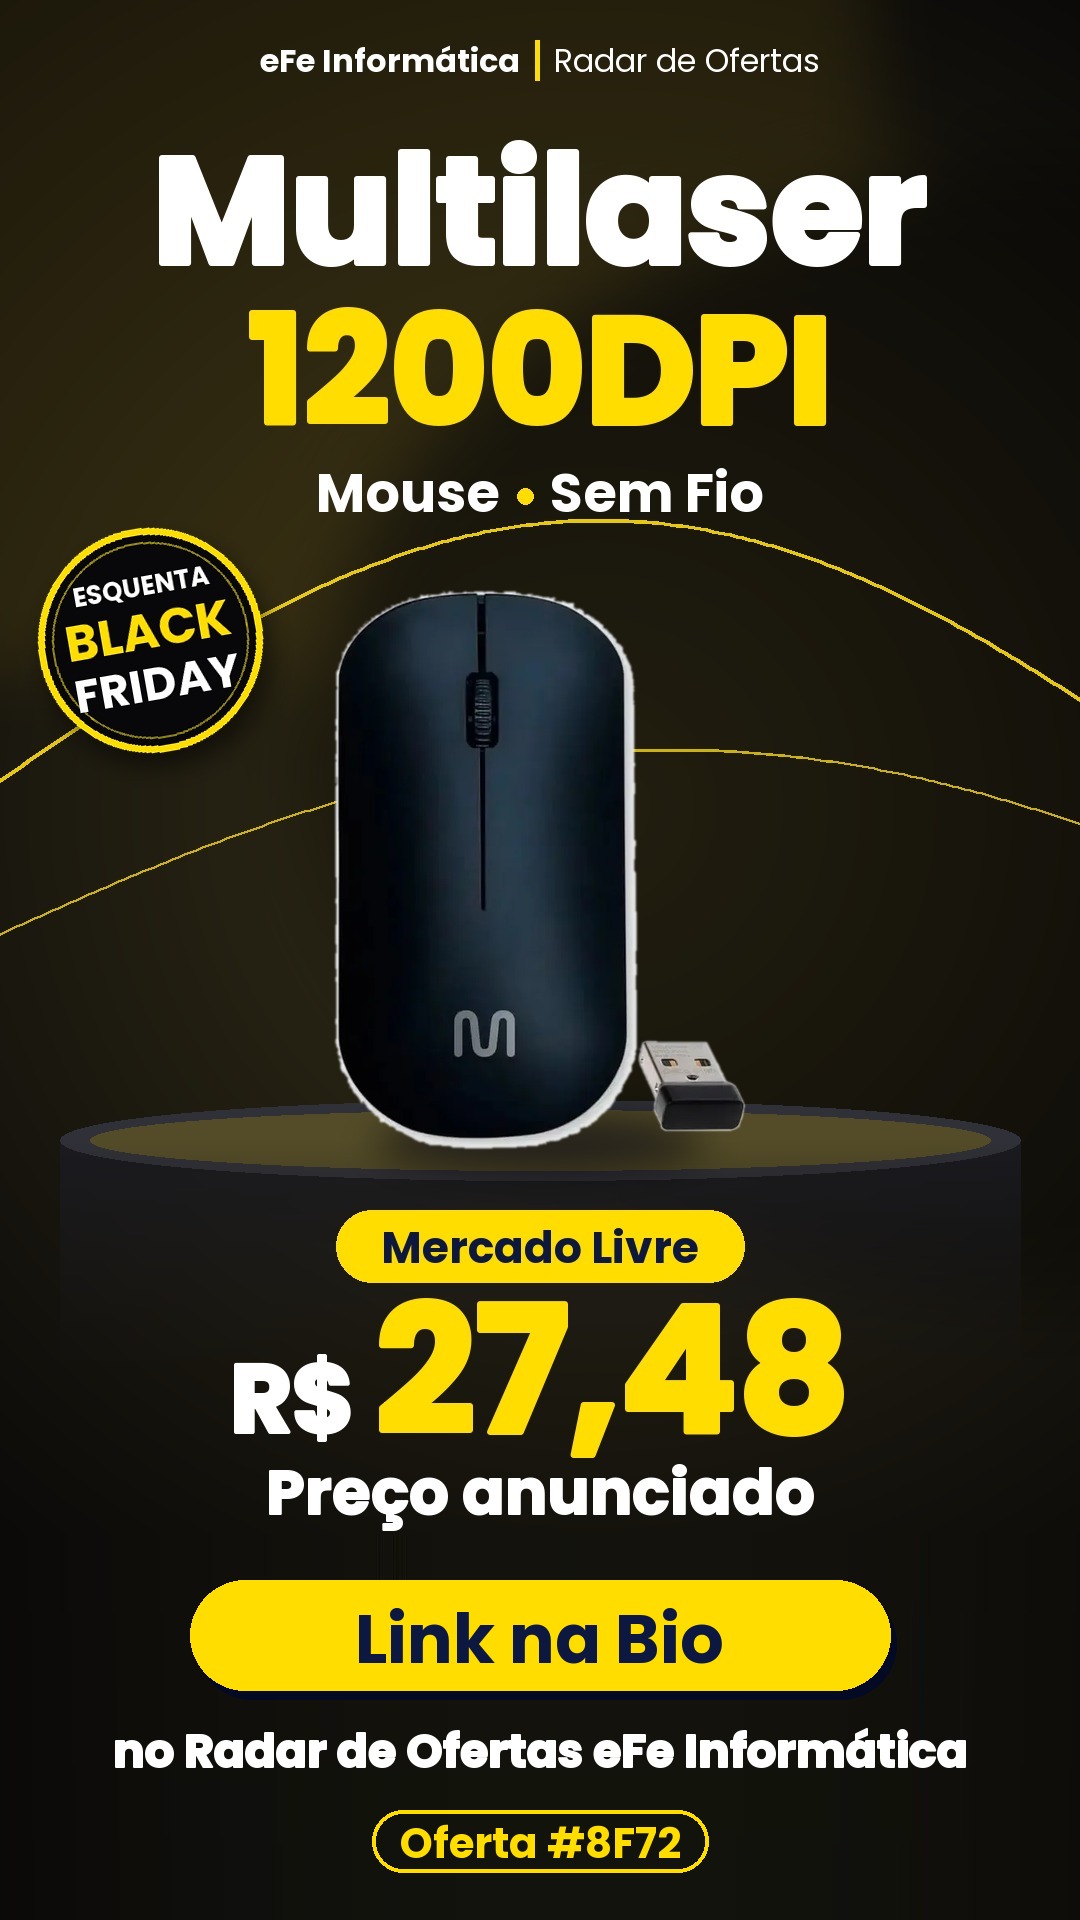 eFe Informática | Radar de Ofertas
Multilaser
1200DPI
Mouse • Sem Fio
ESQUENTA
BLACK
FRIDAY
Mercado Livre
R$ 27,48
Preço anunciado
Link na Bio
no Radar de Ofertas eFe Informática
Oferta #8F72